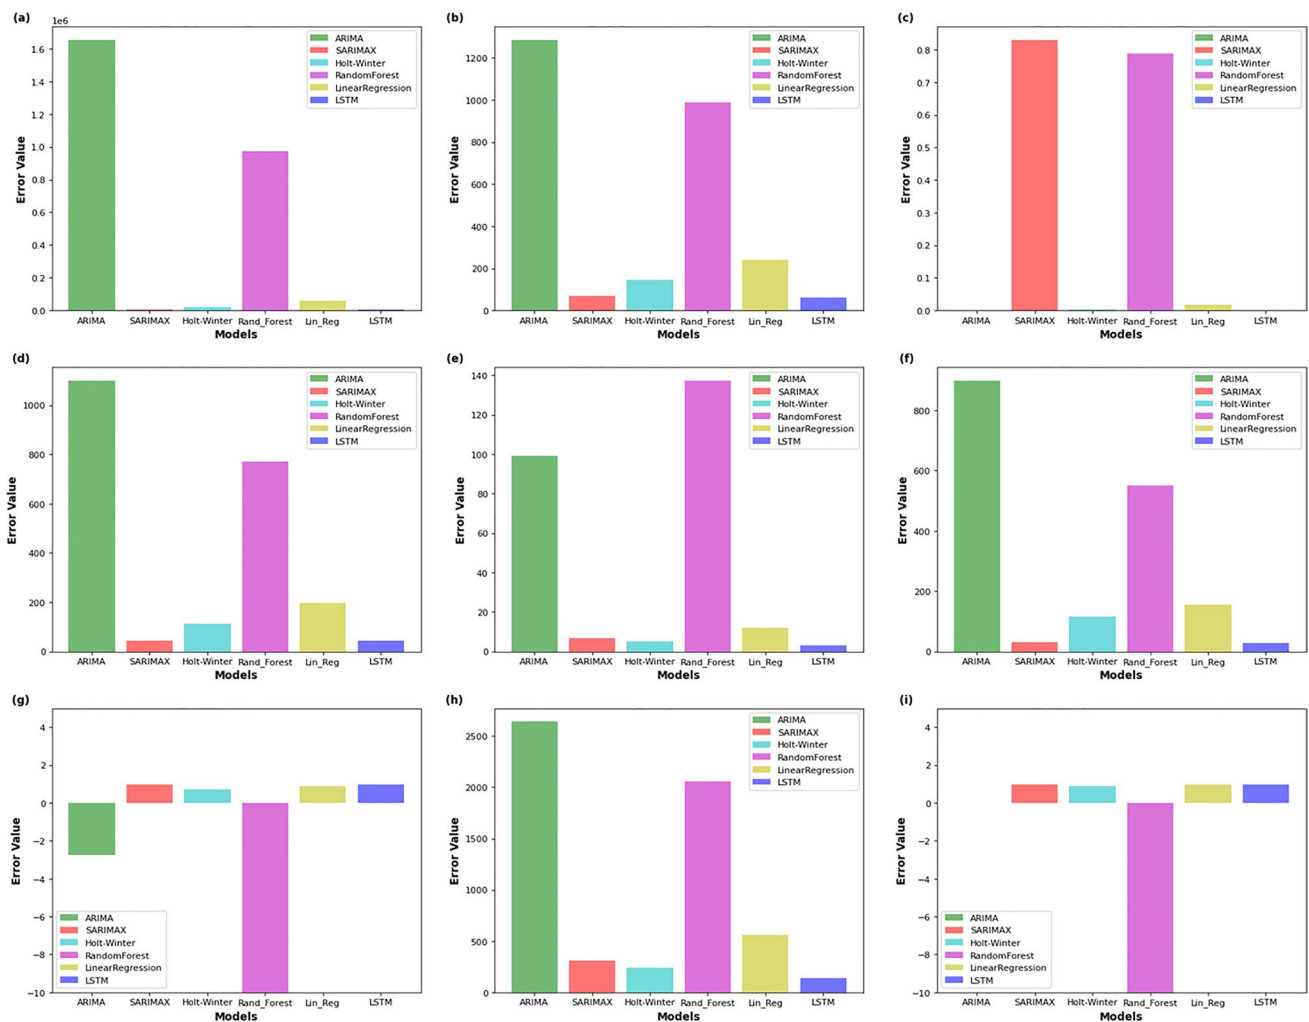 (a)
1e6
1.6
1.4
1.2
1.0
0.8
0.6
0.4
0.2
0.0
Error Value
ARIMA
SARIMAX
Holt-Winter
RandomForest
LinearRegression
LSTM
ARIMA SARIMAX Holt-Winter Rand_Forest Lin_Reg LSTM
Models
(b)
1200
1000
800
600
400
200
0
Error Value
ARIMA
SARIMAX
Holt-Winter
RandomForest
LinearRegression
LSTM
ARIMA SARIMAX Holt-Winter Rand_Forest Lin_Reg LSTM
Models
(c)
0.8
0.7
0.6
0.5
0.4
0.3
0.2
0.1
0.0
Error Value
ARIMA
SARIMAX
Holt-Winter
RandomForest
LinearRegression
LSTM
ARIMA SARIMAX Holt-Winter Rand_Forest Lin_Reg LSTM
Models
(d)
1000
800
600
400
200
0
Error Value
ARIMA
SARIMAX
Holt-Winter
RandomForest
LinearRegression
LSTM
ARIMA SARIMAX Holt-Winter Rand_Forest Lin_Reg LSTM
Models
(e)
140
120
100
80
60
40
20
0
Error Value
ARIMA
SARIMAX
Holt-Winter
RandomForest
LinearRegression
LSTM
ARIMA SARIMAX Holt-Winter Rand_Forest Lin_Reg LSTM
Models
(f)
800
600
400
200
0
Error Value
ARIMA
SARIMAX
Holt-Winter
RandomForest
LinearRegression
LSTM
ARIMA SARIMAX Holt-Winter Rand_Forest Lin_Reg LSTM
Models
(g)
4
2
0
−2
−4
−6
−8
−10
Error Value
ARIMA
SARIMAX
Holt-Winter
RandomForest
LinearRegression
LSTM
ARIMA SARIMAX Holt-Winter Rand_Forest Lin_Reg LSTM
Models
(h)
2500
2000
1500
1000
500
0
Error Value
ARIMA
SARIMAX
Holt-Winter
RandomForest
LinearRegression
LSTM
ARIMA SARIMAX Holt-Winter Rand_Forest Lin_Reg LSTM
Models
(i)
4
2
0
−2
−4
−6
−8
−10
Error Value
ARIMA
SARIMAX
Holt-Winter
RandomForest
LinearRegression
LSTM
ARIMA SARIMAX Holt-Winter Rand_Forest Lin_Reg LSTM
Models